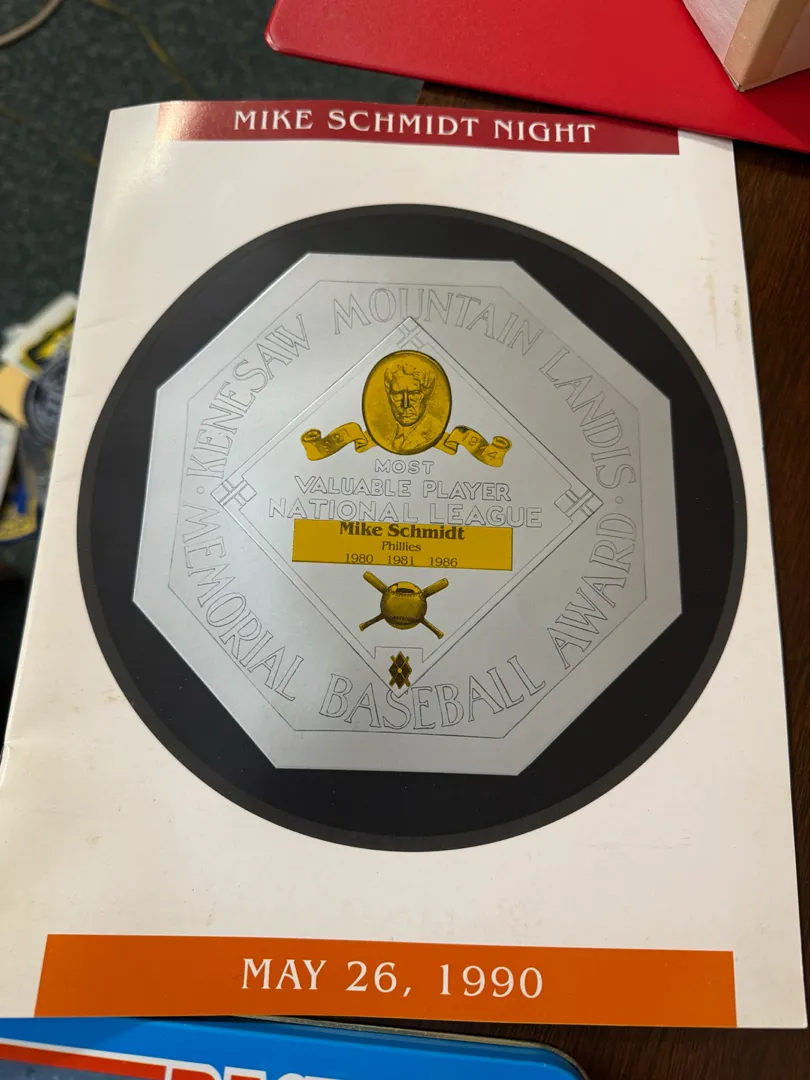 MIKE SCHMIDT NIGHT
· KENESAW MOUNTAIN LANDIS ·
MEMORIAL BASEBALL AWARD
1944
MOST
VALUABLE PLAYER
NATIONAL LEAGUE
Mike Schmidt
Phillies
1980 1981 1986
MAY 26, 1990